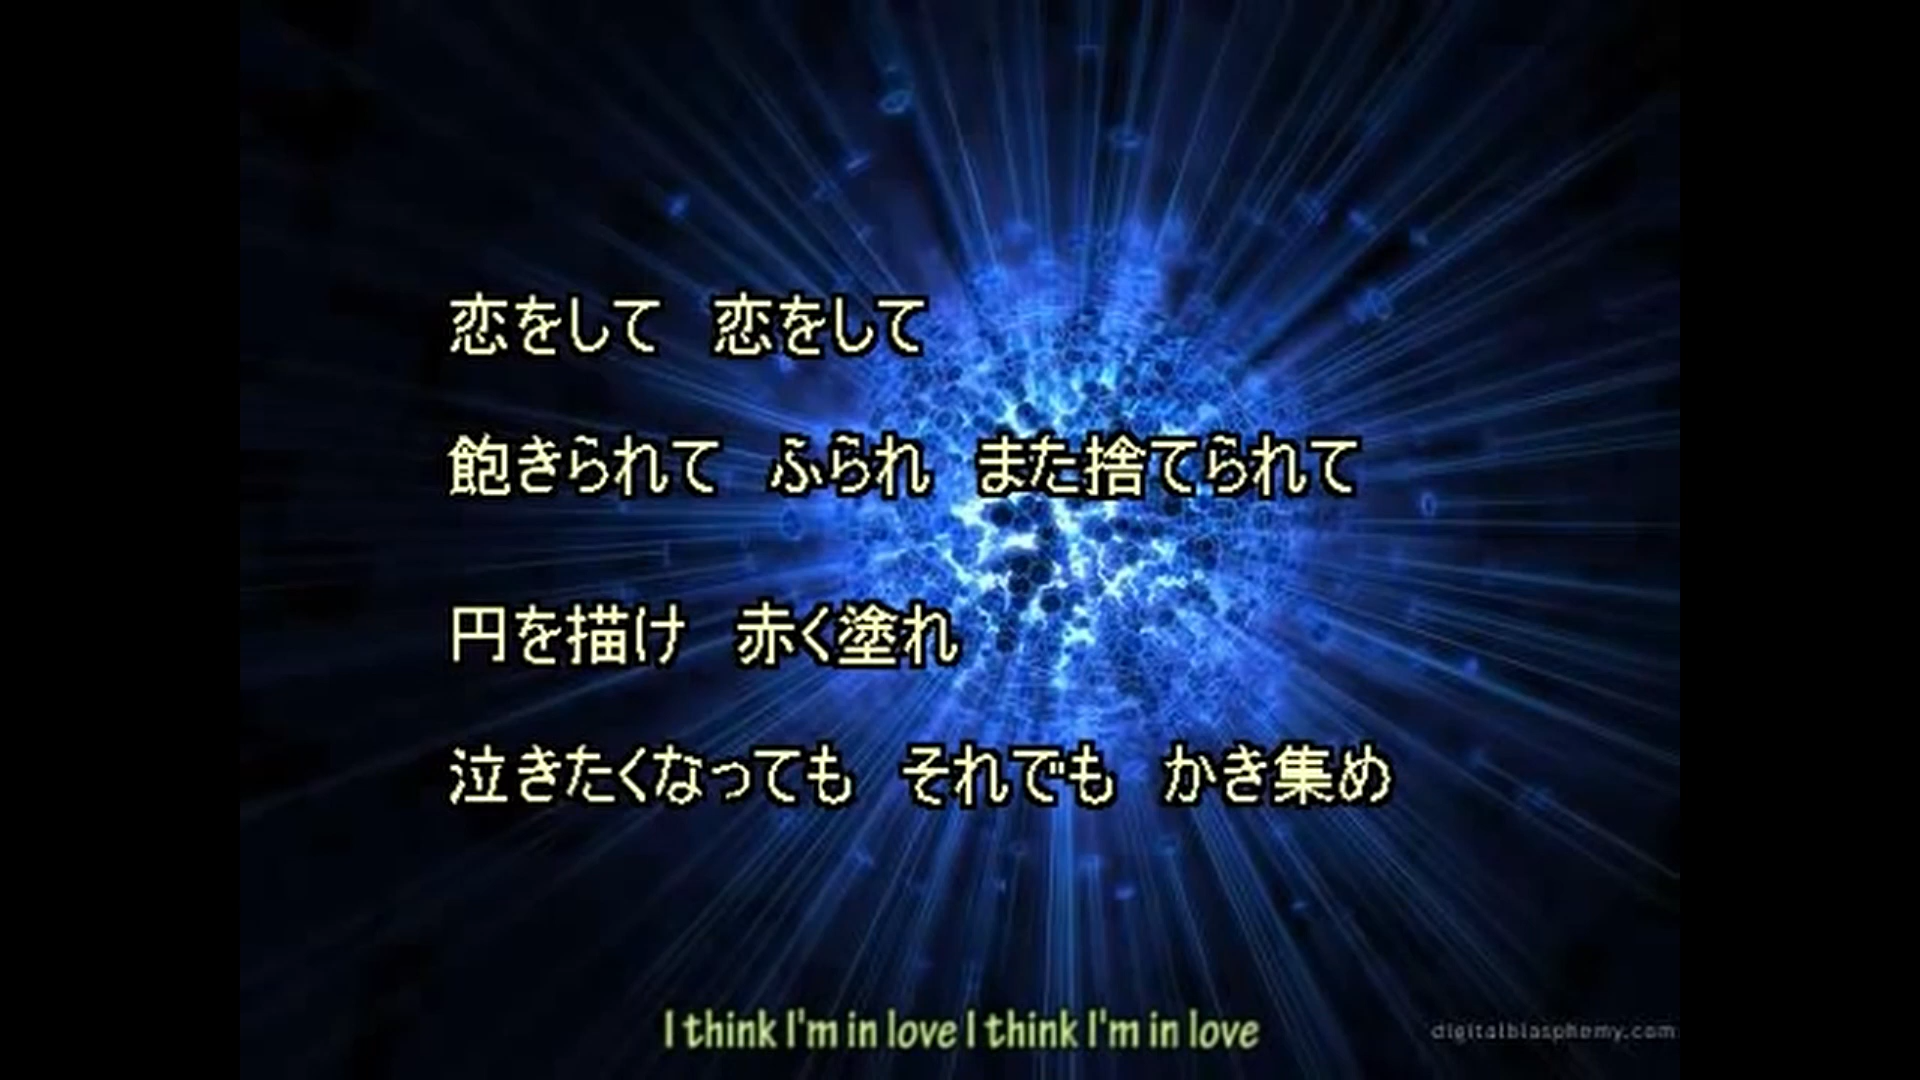 恋をして　恋をして
飽きられて　ふられ　また捨てられて
円を描け　赤く塗れ
泣きたくなっても　それでも　かき集め
I think I'm in love I think I'm in love
digitalblasphemy.com